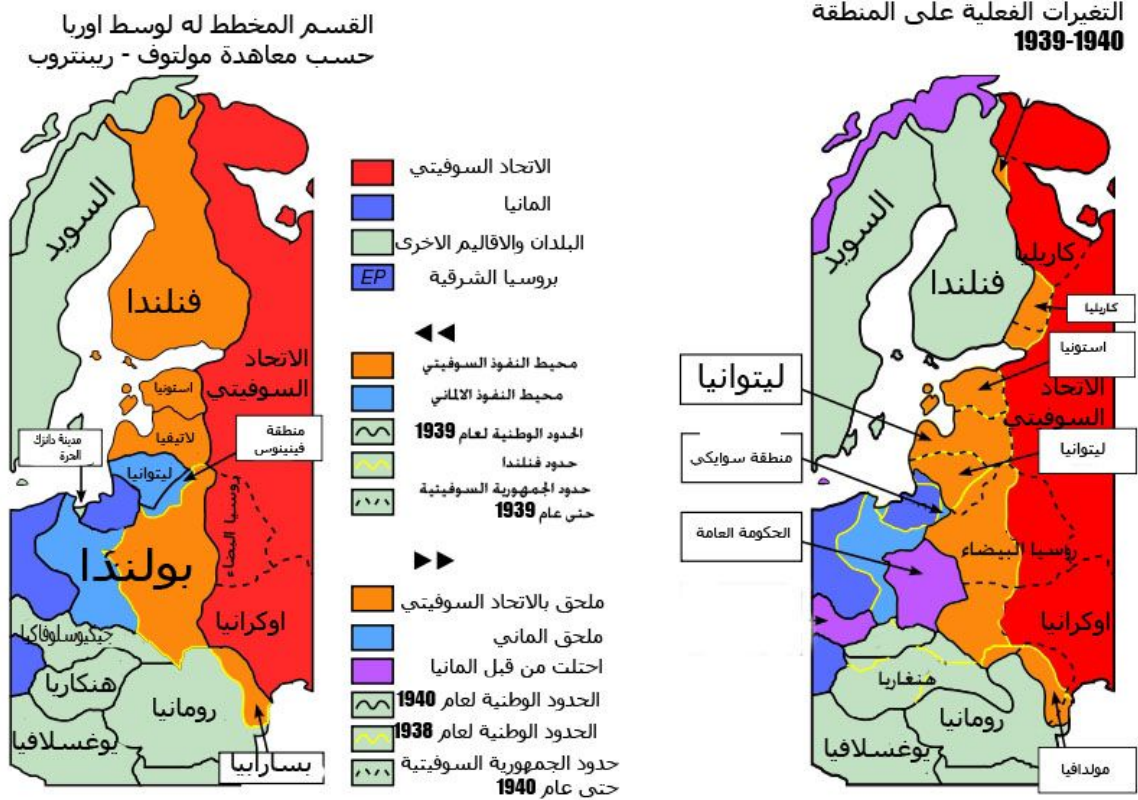 القسم المخطط له لوسط اوربا
حسب معاهدة مولتوف - ريبنتروب
السويد
فنلندا
الاتحاد
السوفيتي
استونيا
لاتيفيا
ليتوانيا
منطقة
فينينوس
مدينة دانزك
الحرة
روسيا البضاء
بولندا
اوكرانيا
جيكوسلوفاكيا
هنكاريا
رومانيا
يوغسلافيا
بسارابيا
الاتحاد السوفيتي
المانيا
البلدان والاقاليم الاخرى
EP
بروسيا الشرقية
◀◀
محيط النفوذ السوفيتي
محيط النفوذ الالماني
الحدود الوطنية لعام 1939
حدود فنلندا
حدود الجمهورية السوفيتية
حتى عام 1939
▶▶
ملحق بالاتحاد السوفيتي
ملحق الماني
احتلت من قبل المانيا
الحدود الوطنية لعام 1940
الحدود الوطنية لعام 1938
حدود الجمهورية السوفيتية
حتى عام 1940
التغيرات الفعلية على المنطقة
1939-1940
السويد
فنلندا
كاريليا
كاريليا
استونيا
الاتحاد
السوفيتي
ليتوانيا
ليتوانيا
منطقة سوايكي
الحكومة العامة
روسيا البيضاء
اوكرانيا
هنغاريا
رومانيا
يوغسلافيا
مولدافيا